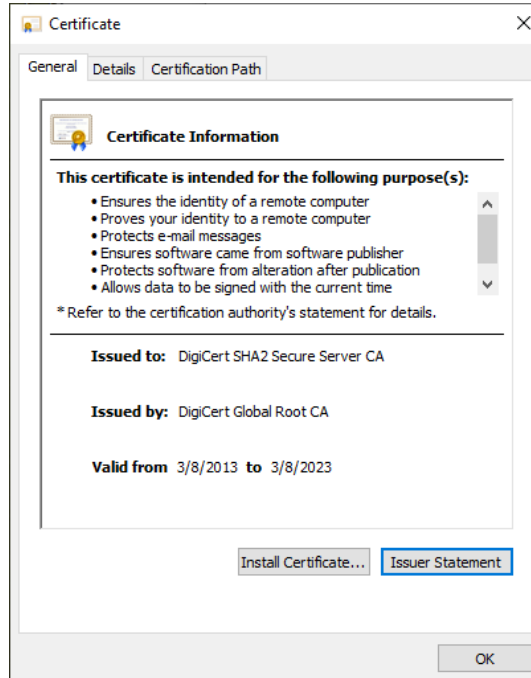 Certificate
General Details Certification Path
Certificate Information
This certificate is intended for the following purpose(s):
• Ensures the identity of a remote computer
• Proves your identity to a remote computer
• Protects e-mail messages
• Ensures software came from software publisher
• Protects software from alteration after publication
• Allows data to be signed with the current time
* Refer to the certification authority's statement for details.
Issued to: DigiCert SHA2 Secure Server CA
Issued by: DigiCert Global Root CA
Valid from 3/8/2013 to 3/8/2023
Install Certificate... Issuer Statement
OK